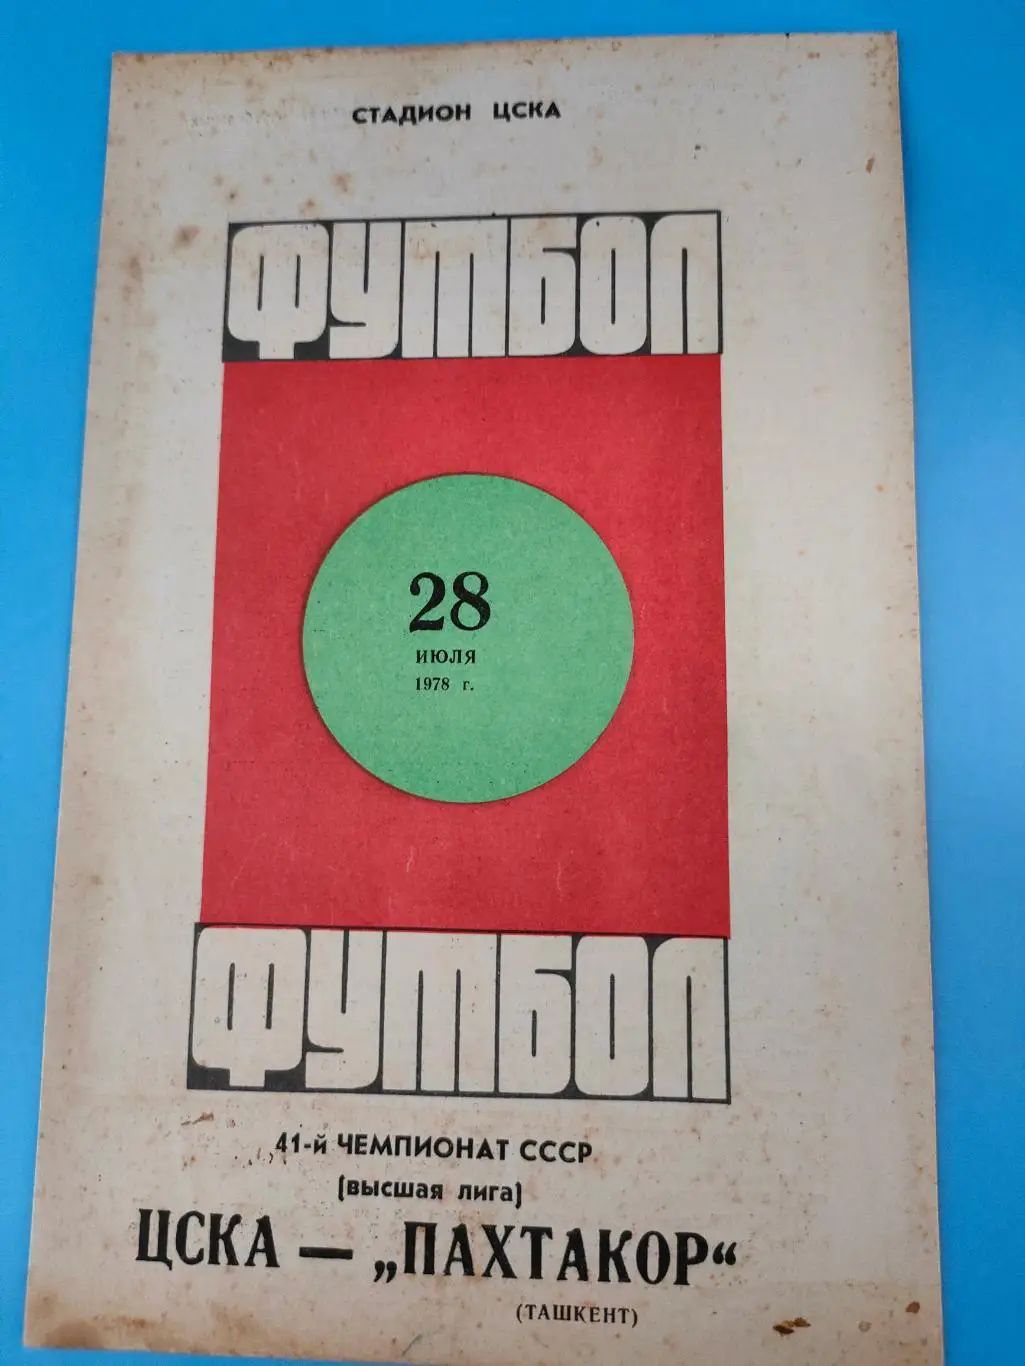 СТАДИОН ЦСКА
ФУТБОЛ
28
ИЮЛЯ
1978 г.
ФУТБОЛ
41-й ЧЕМПИОНАТ СССР
(высшая лига)
ЦСКА — „ПАХТАКОР“
(ТАШКЕНТ)